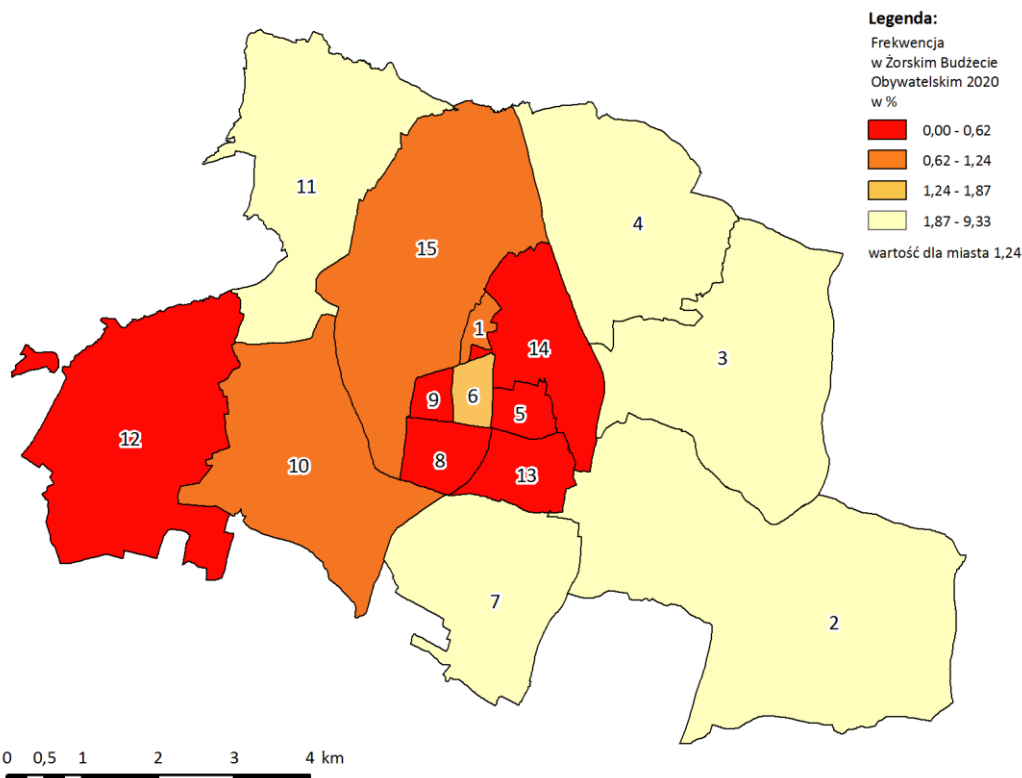 Legenda:
Frekwencja
w Żorskim Budżecie
Obywatelskim 2020
w %
0,00 - 0,62
0,62 - 1,24
1,24 - 1,87
1,87 - 9,33
wartość dla miasta 1,24
11
4
15
1
14
3
6
9
5
12
8
10
13
7
2
0 0,5 1 2 3 4 km